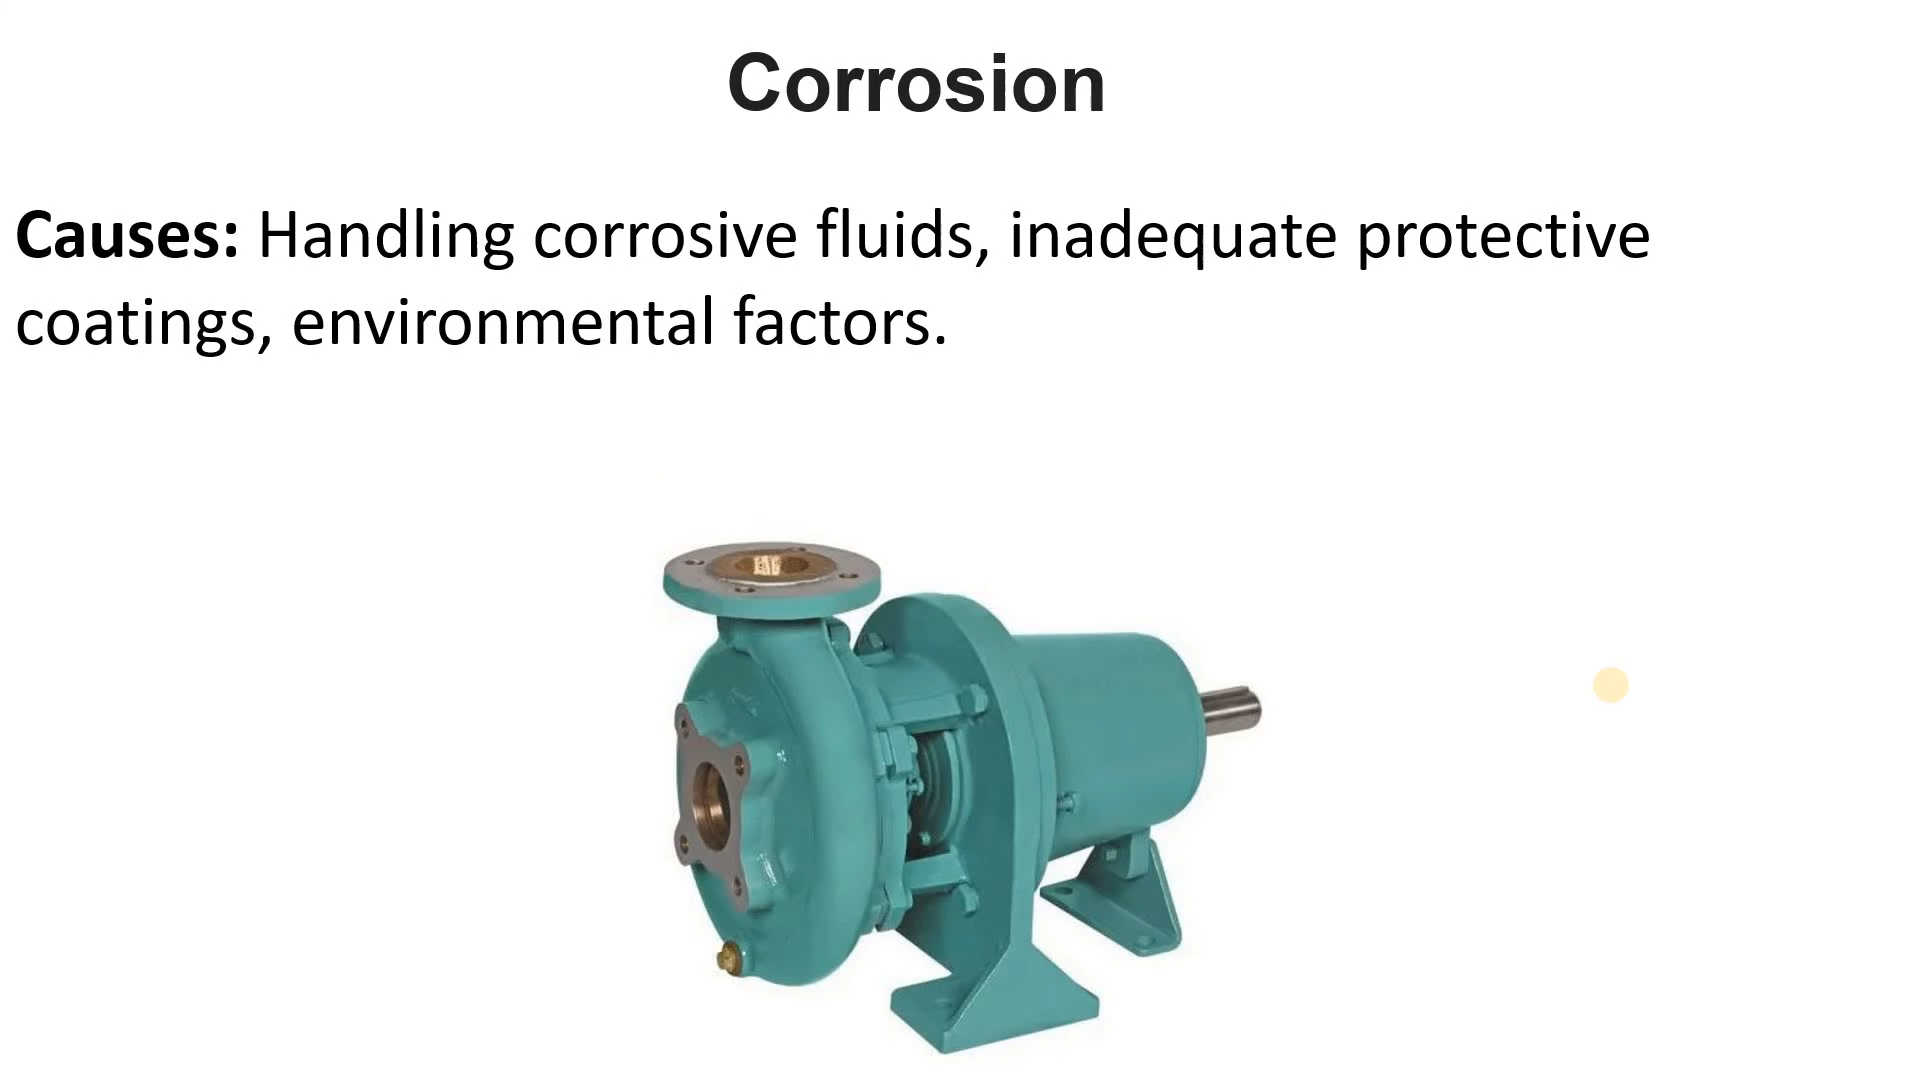 Corrosion
Causes: Handling corrosive fluids, inadequate protective
coatings, environmental factors.